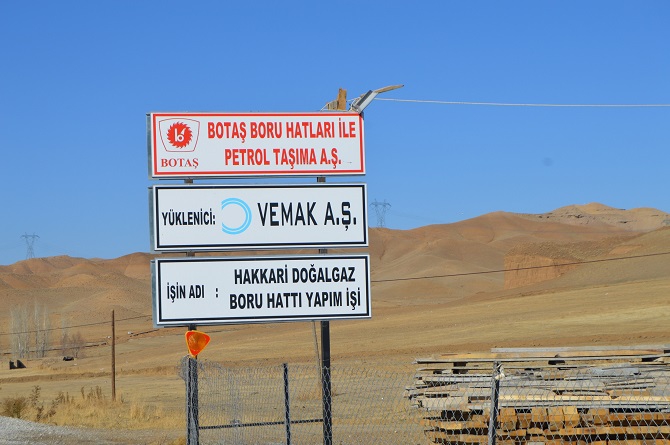 BOTAŞ BORU HATLARI İLE
PETROL TAŞIMA A.Ş.
BOTAŞ
YÜKLENİCİ:
VEMAK A.Ş.
İŞİN ADI :
HAKKARİ DOĞALGAZ
BORU HATTI YAPIM İŞİ